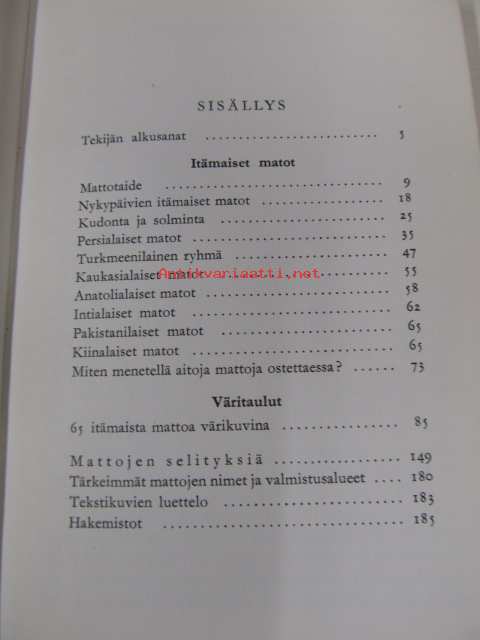 SISÄLLYS
Tekijän alkusanat .......................... 5
Itämaiset matot
Mattotaide ................................ 9
Nykypäivien itämaiset matot .................. 18
Kudonta ja solminta ........................ 25
Persialaiset matot ............................ 35
Turkmeenilainen ryhmä ...................... 47
Kaukasialaiset matot ........................ 55
Antikvariaatti.net
Anatolialaiset matot .......................... 58
Intialaiset matot ............................ 62
Pakistanilaiset matot ........................ 65
Kiinalaiset matot ............................ 65
Miten menetellä aitoja mattoja ostettaessa? ...... 73
Väritaulut
65 itämaista mattoa värikuvina ................ 85
Mattojen selityksiä .................. 149
Tärkeimmät mattojen nimet ja valmistusalueet .... 180
Tekstikuvien luettelo ........................ 183
Hakemistot ................................ 185